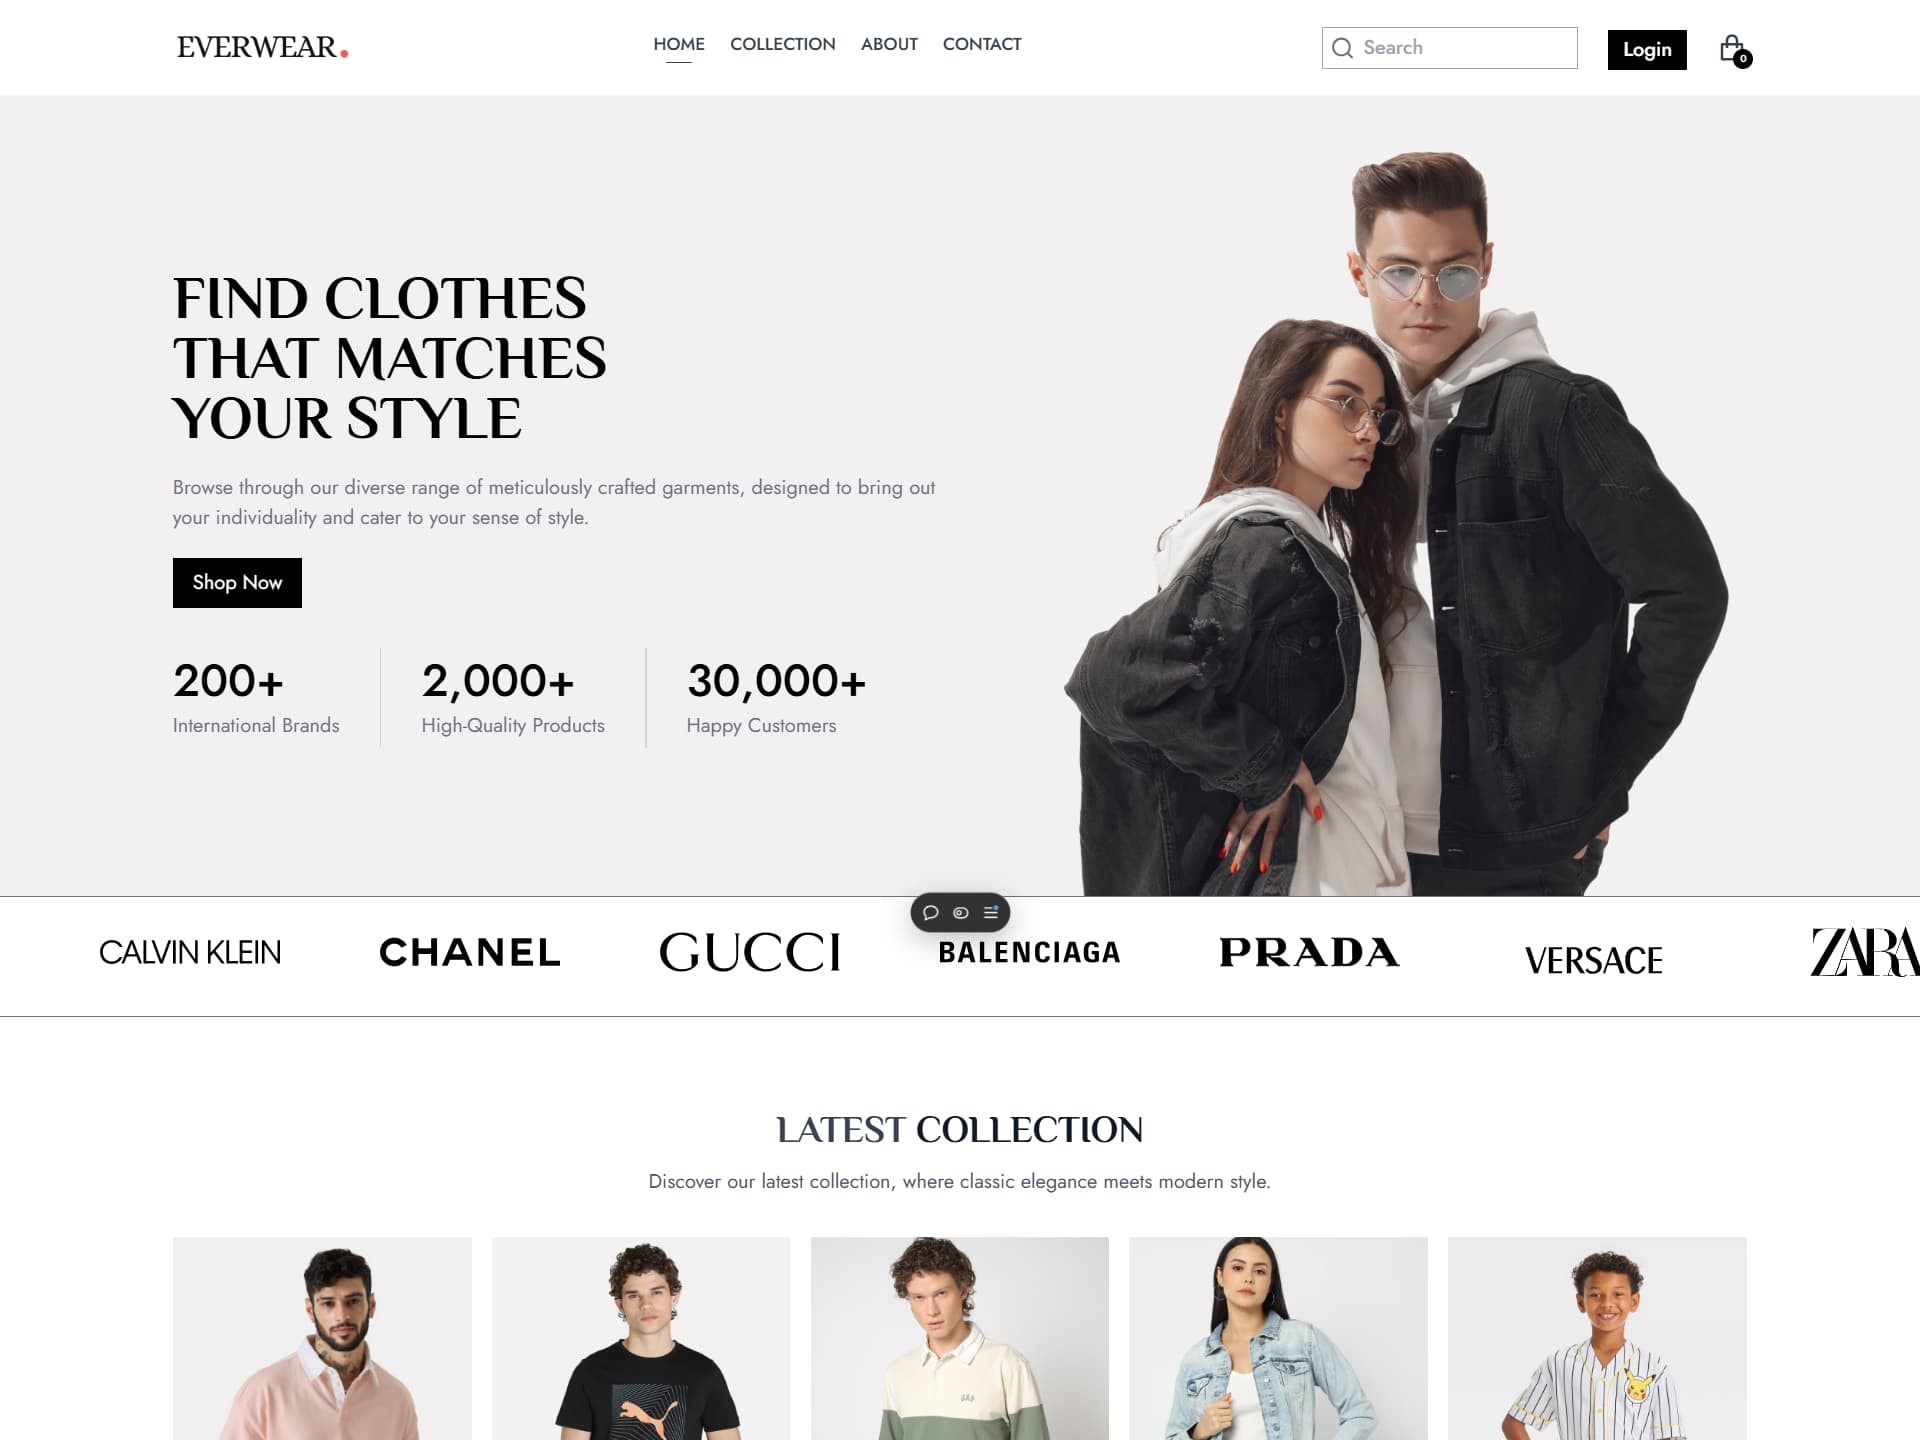 EVERWEAR.
HOME COLLECTION ABOUT CONTACT
Search
Login
0
FIND CLOTHES
THAT MATCHES
YOUR STYLE
Browse through our diverse range of meticulously crafted garments, designed to bring out
your individuality and cater to your sense of style.
Shop Now
200+ 2,000+ 30,000+
International Brands High-Quality Products Happy Customers
CALVIN KLEIN CHANEL GUCCI BALENCIAGA PRADA VERSACE ZARA
LATEST COLLECTION
Discover our latest collection, where classic elegance meets modern style.
GAP